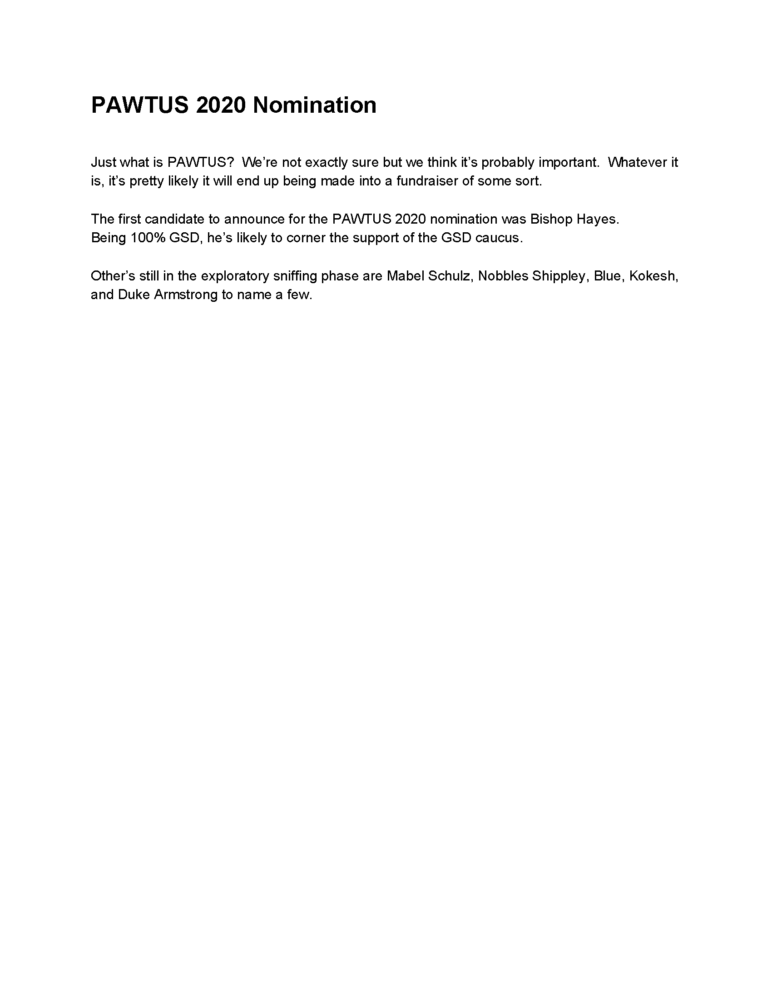 PAWTUS 2020 Nomination
Just what is PAWTUS?  We’re not exactly sure but we think it’s probably important.  Whatever it
is, it’s pretty likely it will end up being made into a fundraiser of some sort.
The first candidate to announce for the PAWTUS 2020 nomination was Bishop Hayes.
Being 100% GSD, he’s likely to corner the support of the GSD caucus.
Other’s still in the exploratory sniffing phase are Mabel Schulz, Nobbles Shippley, Blue, Kokesh,
and Duke Armstrong to name a few.